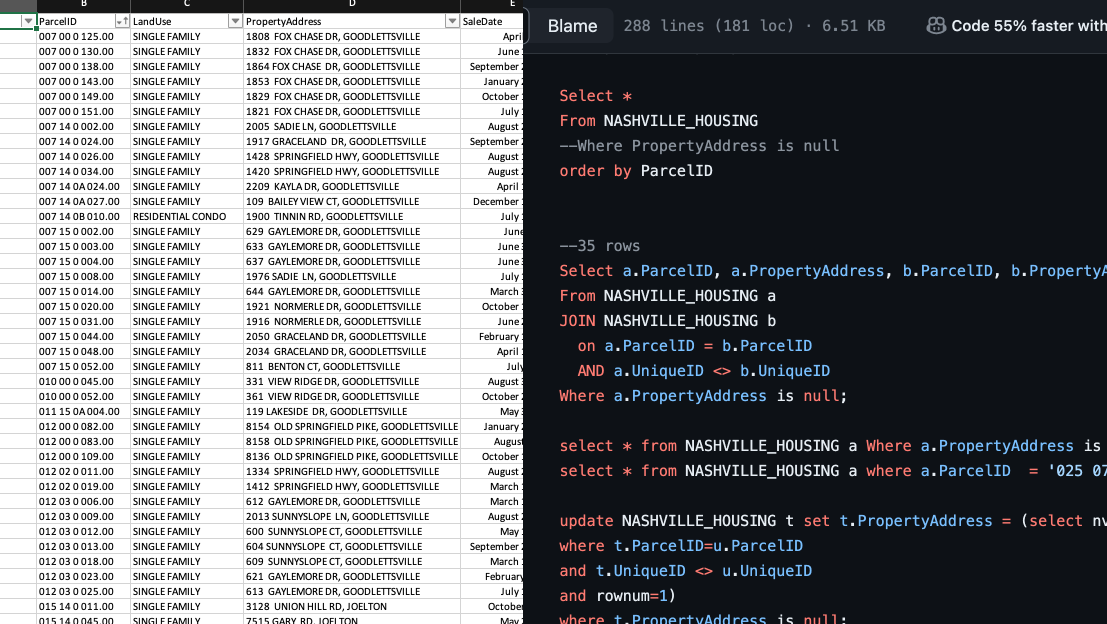 B C D E
ParcelID LandUse PropertyAddress SaleDate
007 00 0 125.00 SINGLE FAMILY 1808 FOX CHASE DR, GOODLETTSVILLE Apri
007 00 0 130.00 SINGLE FAMILY 1832 FOX CHASE DR, GOODLETTSVILLE June
007 00 0 138.00 SINGLE FAMILY 1864 FOX CHASE DR, GOODLETTSVILLE September
007 00 0 143.00 SINGLE FAMILY 1853 FOX CHASE DR, GOODLETTSVILLE January
007 00 0 149.00 SINGLE FAMILY 1829 FOX CHASE DR, GOODLETTSVILLE October
007 00 0 151.00 SINGLE FAMILY 1821 FOX CHASE DR, GOODLETTSVILLE July
007 14 0 002.00 SINGLE FAMILY 2005 SADIE LN, GOODLETTSVILLE August
007 14 0 024.00 SINGLE FAMILY 1917 GRACELAND DR, GOODLETTSVILLE September
007 14 0 026.00 SINGLE FAMILY 1428 SPRINGFIELD HWY, GOODLETTSVILLE August
007 14 0 034.00 SINGLE FAMILY 1420 SPRINGFIELD HWY, GOODLETTSVILLE August
007 14 0A 024.00 SINGLE FAMILY 2209 KAYLA DR, GOODLETTSVILLE April
007 14 0A 027.00 SINGLE FAMILY 109 BAILEY VIEW CT, GOODLETTSVILLE December
007 14 0B 010.00 RESIDENTIAL CONDO 1900 TINNIN RD, GOODLETTSVILLE July
007 15 0 002.00 SINGLE FAMILY 629 GAYLEMORE DR, GOODLETTSVILLE June
007 15 0 003.00 SINGLE FAMILY 633 GAYLEMORE DR, GOODLETTSVILLE June
007 15 0 004.00 SINGLE FAMILY 637 GAYLEMORE DR, GOODLETTSVILLE June
007 15 0 008.00 SINGLE FAMILY 1976 SADIE LN, GOODLETTSVILLE July
007 15 0 014.00 SINGLE FAMILY 644 GAYLEMORE DR, GOODLETTSVILLE March
007 15 0 020.00 SINGLE FAMILY 1921 NORMERLE DR, GOODLETTSVILLE October
007 15 0 031.00 SINGLE FAMILY 1916 NORMERLE DR, GOODLETTSVILLE June
007 15 0 044.00 SINGLE FAMILY 2050 GRACELAND DR, GOODLETTSVILLE February
007 15 0 048.00 SINGLE FAMILY 2034 GRACELAND DR, GOODLETTSVILLE April
007 15 0 052.00 SINGLE FAMILY 811 BENTON CT, GOODLETTSVILLE July
010 00 0 045.00 SINGLE FAMILY 331 VIEW RIDGE DR, GOODLETTSVILLE August
010 00 0 052.00 SINGLE FAMILY 361 VIEW RIDGE DR, GOODLETTSVILLE October
011 15 0A 004.00 SINGLE FAMILY 119 LAKESIDE DR, GOODLETTSVILLE May
012 00 0 082.00 SINGLE FAMILY 8154 OLD SPRINGFIELD PIKE, GOODLETTSVILLE January
012 00 0 083.00 SINGLE FAMILY 8158 OLD SPRINGFIELD PIKE, GOODLETTSVILLE August
012 00 0 109.00 SINGLE FAMILY 8136 OLD SPRINGFIELD PIKE, GOODLETTSVILLE October
012 02 0 011.00 SINGLE FAMILY 1334 SPRINGFIELD HWY, GOODLETTSVILLE August
012 02 0 019.00 SINGLE FAMILY 1412 SPRINGFIELD HWY, GOODLETTSVILLE March
012 03 0 006.00 SINGLE FAMILY 612 GAYLEMORE DR, GOODLETTSVILLE March
012 03 0 009.00 SINGLE FAMILY 2013 SUNNYSLOPE LN, GOODLETTSVILLE August
012 03 0 012.00 SINGLE FAMILY 600 SUNNYSLOPE CT, GOODLETTSVILLE May
012 03 0 013.00 SINGLE FAMILY 604 SUNNYSLOPE CT, GOODLETTSVILLE September
012 03 0 018.00 SINGLE FAMILY 609 SUNNYSLOPE CT, GOODLETTSVILLE March
012 03 0 023.00 SINGLE FAMILY 621 GAYLEMORE DR, GOODLETTSVILLE February
012 03 0 025.00 SINGLE FAMILY 613 GAYLEMORE DR, GOODLETTSVILLE July
015 14 0 011.00 SINGLE FAMILY 3128 UNION HILL RD, JOELTON October
015 14 0 045.00 SINGLE FAMILY 7515 GARY RD, JOELTON May
Blame 288 lines (181 loc) · 6.51 KB Code 55% faster with
Select *
From NASHVILLE_HOUSING
--Where PropertyAddress is null
order by ParcelID
--35 rows
Select a.ParcelID, a.PropertyAddress, b.ParcelID, b.PropertyA
From NASHVILLE_HOUSING a
JOIN NASHVILLE_HOUSING b
on a.ParcelID = b.ParcelID
AND a.UniqueID <> b.UniqueID
Where a.PropertyAddress is null;
select * from NASHVILLE_HOUSING a Where a.PropertyAddress is
select * from NASHVILLE_HOUSING a where a.ParcelID = '025 07
update NASHVILLE_HOUSING t set t.PropertyAddress = (select nv
where t.ParcelID=u.ParcelID
and t.UniqueID <> u.UniqueID
and rownum=1)
where t.PropertyAddress is null;